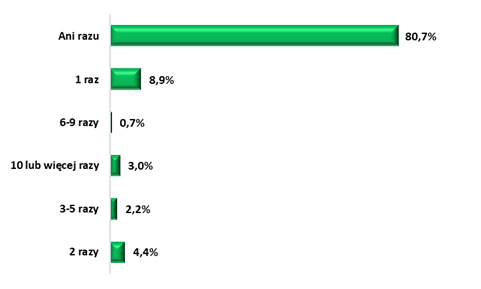 Ani razu 80,7%
1 raz 8,9%
6-9 razy 0,7%
10 lub więcej razy 3,0%
3-5 razy 2,2%
2 razy 4,4%